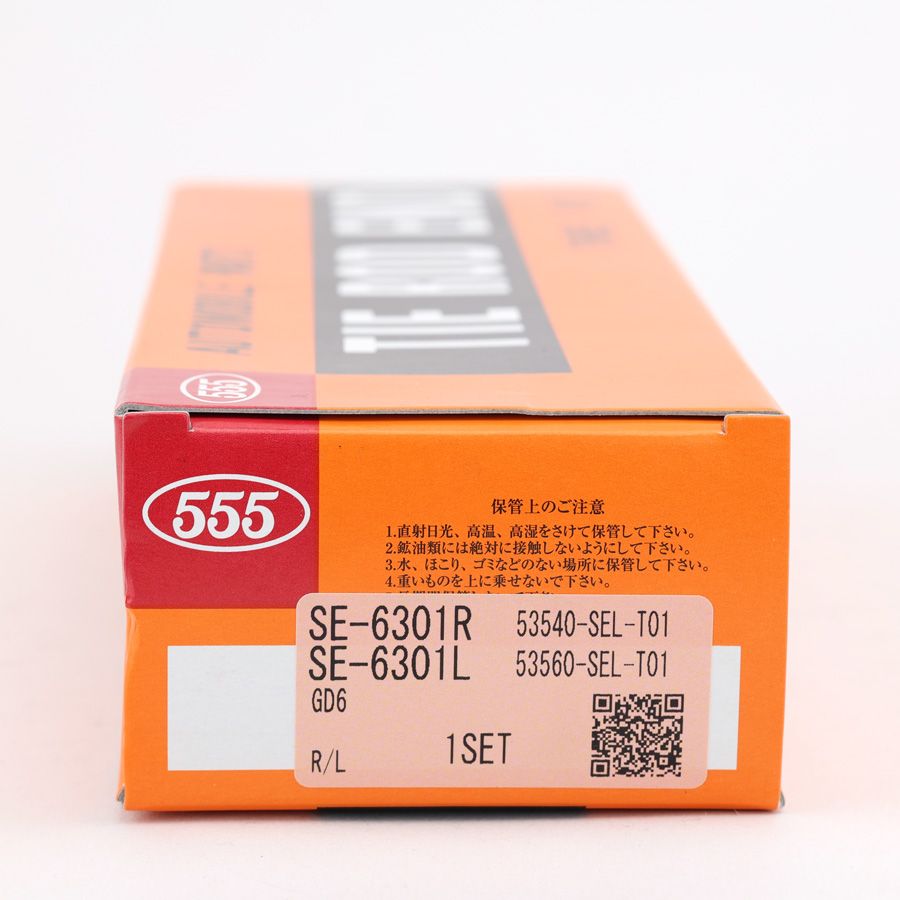 AUTOMOBILE PARTS
TIE ROD END
555
555
保管上のご注意
1.直射日光、高温、高湿をさけて保管して下さい。
2.鉱油類には絶対に接触しないようにして下さい。
3.水、ほこり、ゴミなどのない場所に保管して下さい。
4.重いものを上に乗せないで下さい。
SE-6301R 53540-SEL-T01
SE-6301L 53560-SEL-T01
GD6
R/L 1SET